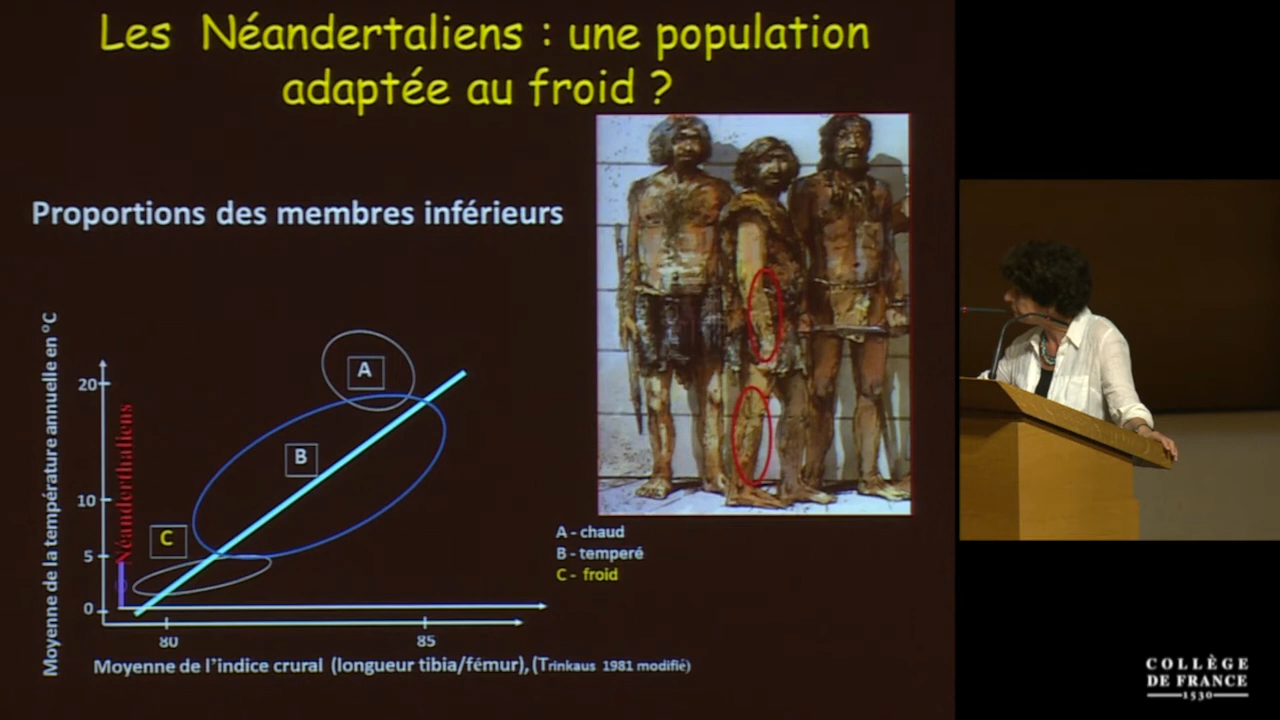 Les Néandertaliens : une population
adaptée au froid ?
Proportions des membres inférieurs
Moyenne de la température annuelle en °C
20
10
5
0
Néanderthaliens
A
B
C
80
85
Moyenne de l'indice crural (longueur tibia/fémur), (Trinkaus 1981 modifié)
A - chaud
B - temperé
C - froid
COLLÈGE
DE FRANCE
1530